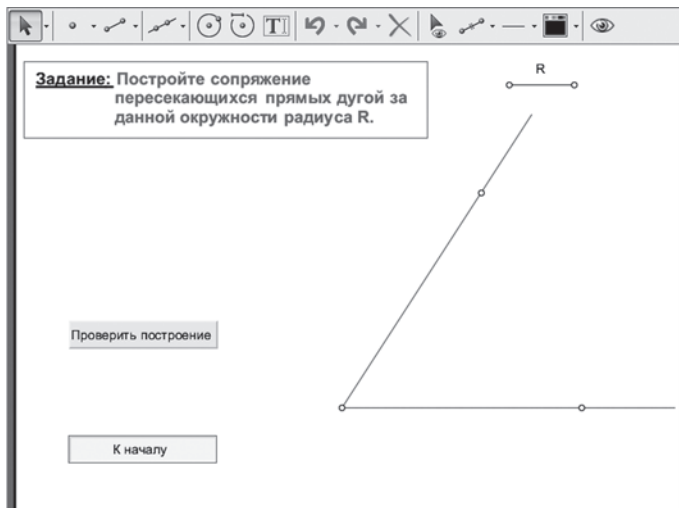 Задание: Постройте сопряжение
пересекающихся прямых дугой за
данной окружности радиуса R.
R
Проверить построение
К началу